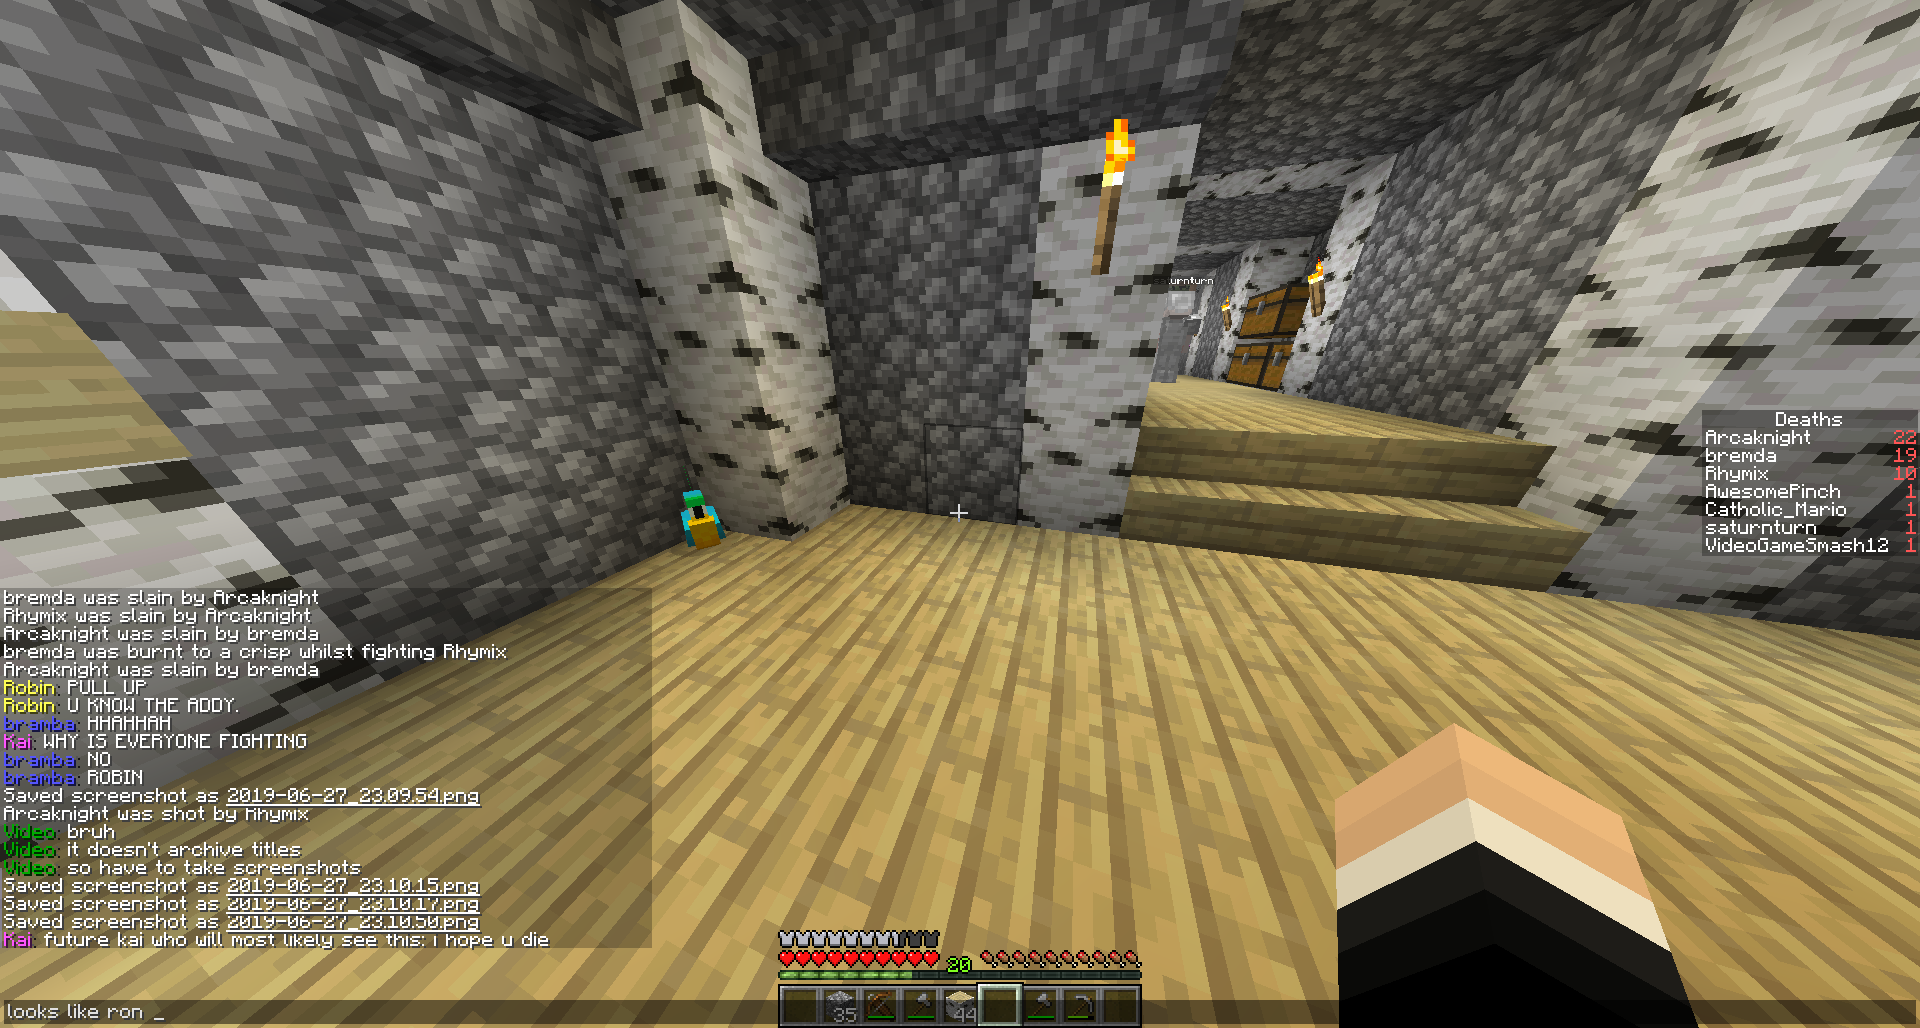 urnturn
Deaths
Arcaknight 22
bremda 19
Rhymix 10
AwesomePinch 1
Catholic_Mario 1
saturnturn 1
VideoGameSmash12 1
bremda was slain by Arcaknight
Rhymix was slain by Arcaknight
Arcaknight was slain by bremda
bremda was burnt to a crisp whilst fighting Rhymix
Arcaknight was slain by bremda
Robin: PULL UP
Robin: U KNOW THE ADDY.
bramba: HHAHHAH
Kai: WHY IS EVERYONE FIGHTING
bramba: NO
bramba: ROBIN
Saved screenshot as 2019-06-27_23.09.54.png
Arcaknight was shot by Rhymix
Video: bruh
Video: it doesn't archive titles
Video: so have to take screenshots
Saved screenshot as 2019-06-27_23.10.15.png
Saved screenshot as 2019-06-27_23.10.17.png
Saved screenshot as 2019-06-27_23.10.50.png
Kai: future kai who will most likely see this: i hope u die
20
35
44
looks like ron _